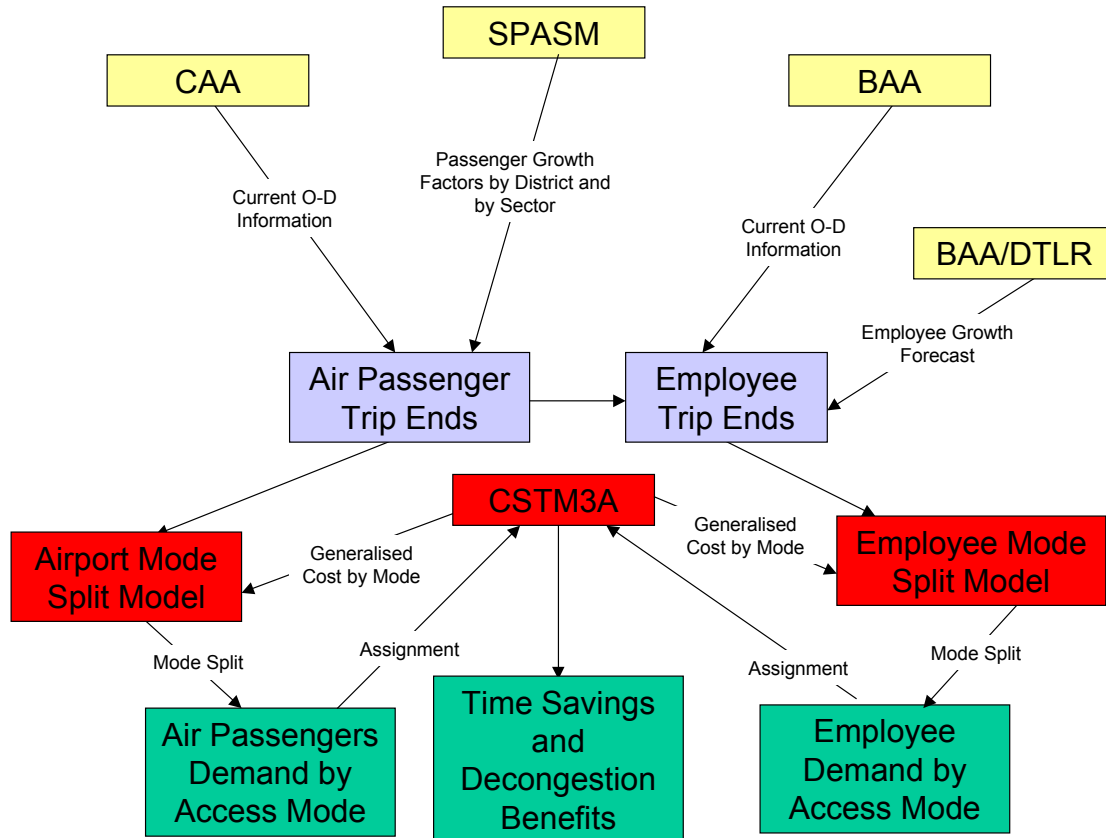 SPASM
CAA
BAA
Passenger Growth
Factors by District and
by Sector
Current O-D
Information
Current O-D
Information
BAA/DTLR
Employee Growth
Forecast
Air Passenger
Trip Ends
Employee
Trip Ends
CSTM3A
Airport Mode
Split Model
Generalised
Cost by Mode
Generalised
Cost by Mode
Employee Mode
Split Model
Mode Split
Assignment
Assignment
Mode Split
Air Passengers
Demand by
Access Mode
Time Savings
and
Decongestion
Benefits
Employee
Demand by
Access Mode